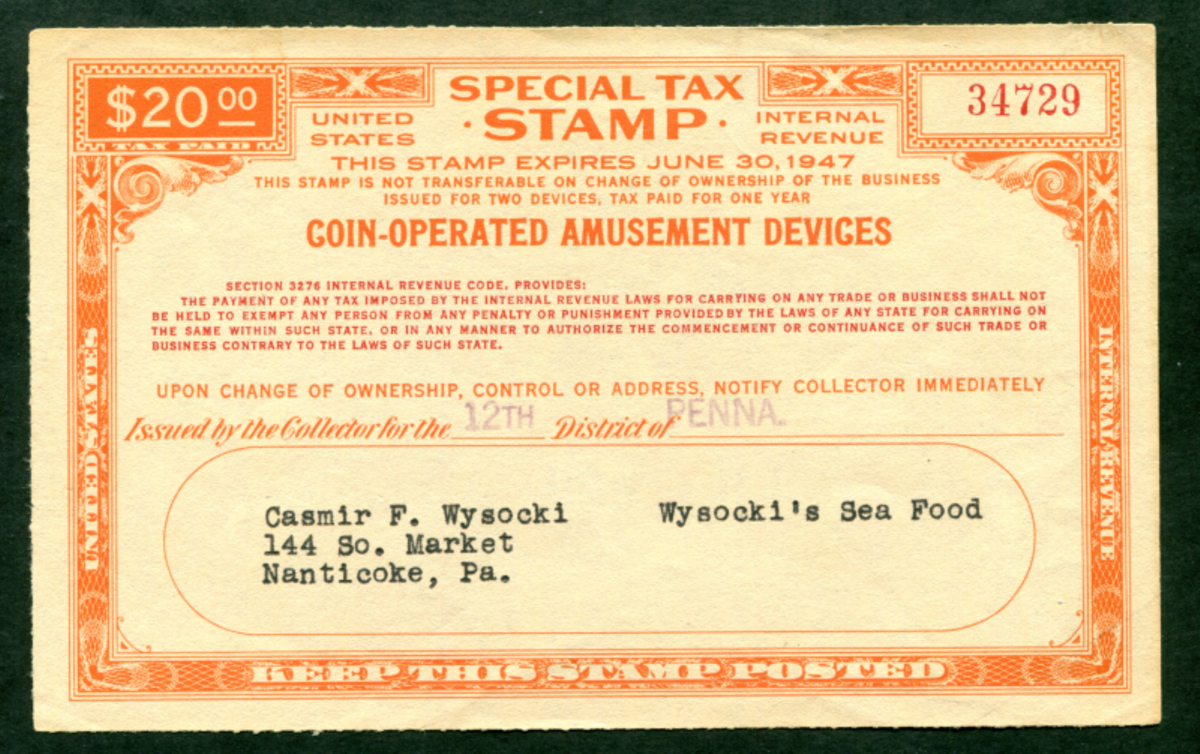 $20 00
TAX PAID
SPECIAL TAX
· STAMP ·
UNITED STATES
INTERNAL REVENUE
34729
THIS STAMP EXPIRES JUNE 30, 1947
THIS STAMP IS NOT TRANSFERABLE ON CHANGE OF OWNERSHIP OF THE BUSINESS
ISSUED FOR TWO DEVICES, TAX PAID FOR ONE YEAR
COIN-OPERATED AMUSEMENT DEVICES
SECTION 3276 INTERNAL REVENUE CODE, PROVIDES:
THE PAYMENT OF ANY TAX IMPOSED BY THE INTERNAL REVENUE LAWS FOR CARRYING ON ANY TRADE OR BUSINESS SHALL NOT
BE HELD TO EXEMPT ANY PERSON FROM ANY PENALTY OR PUNISHMENT PROVIDED BY THE LAWS OF ANY STATE FOR CARRYING ON
THE SAME WITHIN SUCH STATE, OR IN ANY MANNER TO AUTHORIZE THE COMMENCEMENT OR CONTINUANCE OF SUCH TRADE OR
BUSINESS CONTRARY TO THE LAWS OF SUCH STATE.
UPON CHANGE OF OWNERSHIP, CONTROL OR ADDRESS, NOTIFY COLLECTOR IMMEDIATELY
Issued by the Collector for the 12TH District of PENNA.
Casmir F. Wysocki Wysocki's Sea Food
144 So. Market
Nanticoke, Pa.
UNITED STATES
INTERNAL REVENUE
KEEP THIS STAMP POSTED